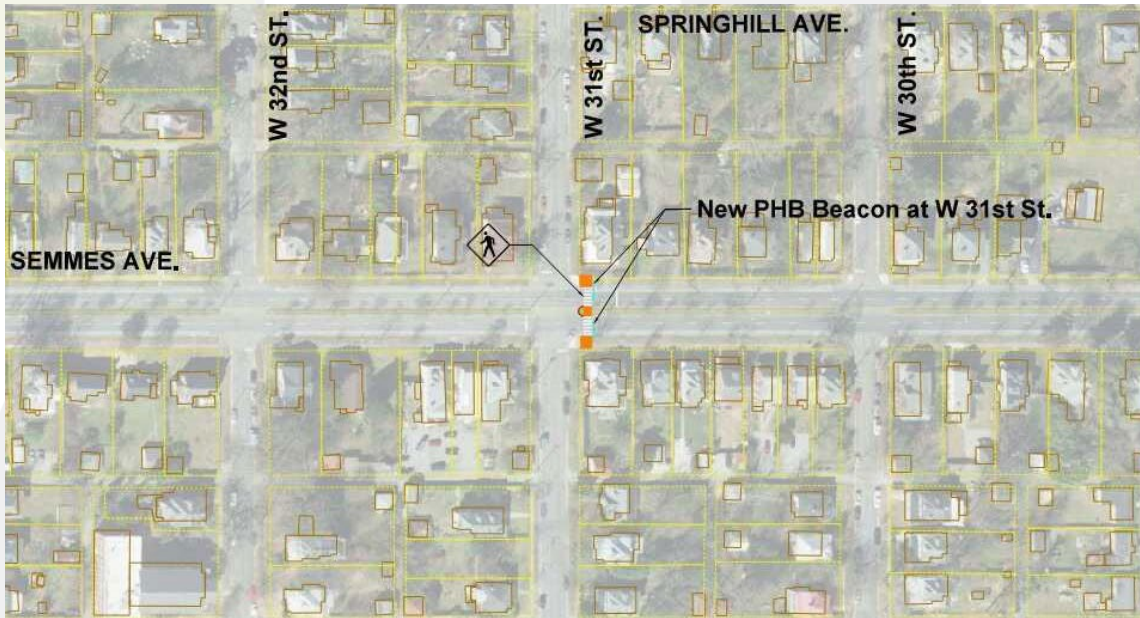 SPRINGHILL AVE.
W 32nd ST.
W 31st ST.
W 30th ST.
New PHB Beacon at W 31st St.
SEMMES AVE.